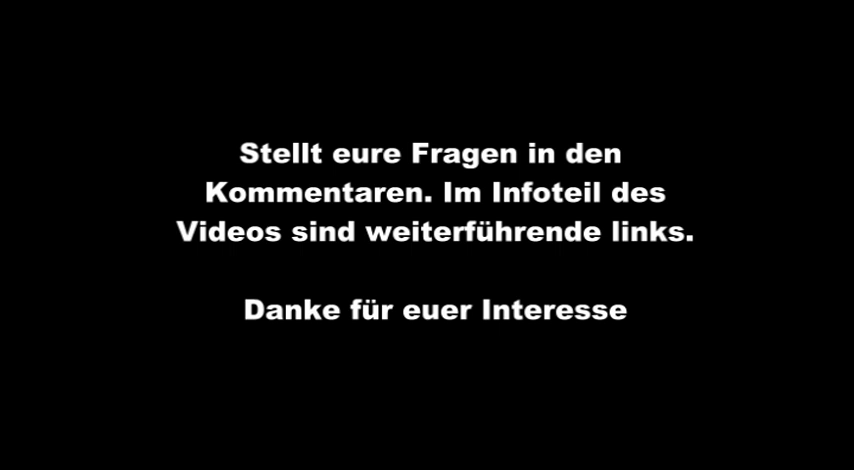 Stellt eure Fragen in den
Kommentaren. Im Infoteil des
Videos sind weiterführende links.
Danke für euer Interesse